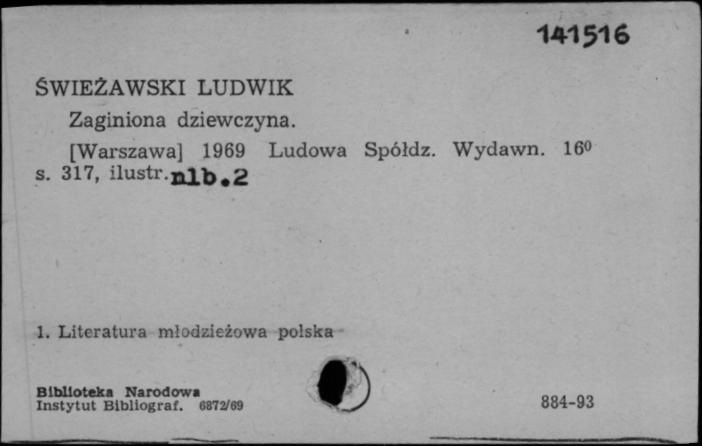 141516
ŚWIEŻAWSKI LUDWIK
Zaginiona dziewczyna.
[Warszawa] 1969 Ludowa Spółdz. Wydawn. 16⁰
s. 317, ilustr. nlb.2
1. Literatura młodzieżowa polska
Biblioteka Narodowa
Instytut Bibliograf. 6872/69
884-93